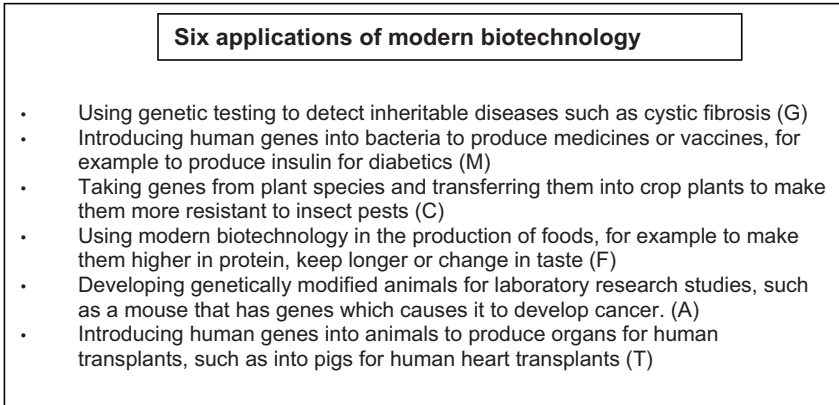 Six applications of modern biotechnology
• Using genetic testing to detect inheritable diseases such as cystic fibrosis (G)
• Introducing human genes into bacteria to produce medicines or vaccines, for
example to produce insulin for diabetics (M)
• Taking genes from plant species and transferring them into crop plants to make
them more resistant to insect pests (C)
• Using modern biotechnology in the production of foods, for example to make
them higher in protein, keep longer or change in taste (F)
• Developing genetically modified animals for laboratory research studies, such
as a mouse that has genes which causes it to develop cancer. (A)
• Introducing human genes into animals to produce organs for human
transplants, such as into pigs for human heart transplants (T)